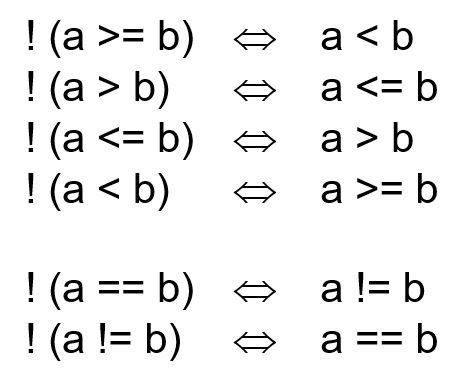 ! (a >= b) ⇔ a < b
! (a > b) ⇔ a <= b
! (a <= b) ⇔ a > b
! (a < b) ⇔ a >= b
! (a == b) ⇔ a != b
! (a != b) ⇔ a == b